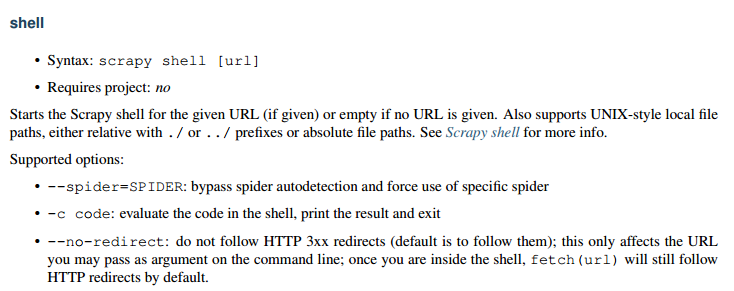 shell
• Syntax: scrapy shell [url]
• Requires project: no
Starts the Scrapy shell for the given URL (if given) or empty if no URL is given. Also supports UNIX-style local file
paths, either relative with ./ or ../ prefixes or absolute file paths. See Scrapy shell for more info.
Supported options:
• --spider=SPIDER: bypass spider autodetection and force use of specific spider
• -c code: evaluate the code in the shell, print the result and exit
• --no-redirect: do not follow HTTP 3xx redirects (default is to follow them); this only affects the URL
you may pass as argument on the command line; once you are inside the shell, fetch(url) will still follow
HTTP redirects by default.